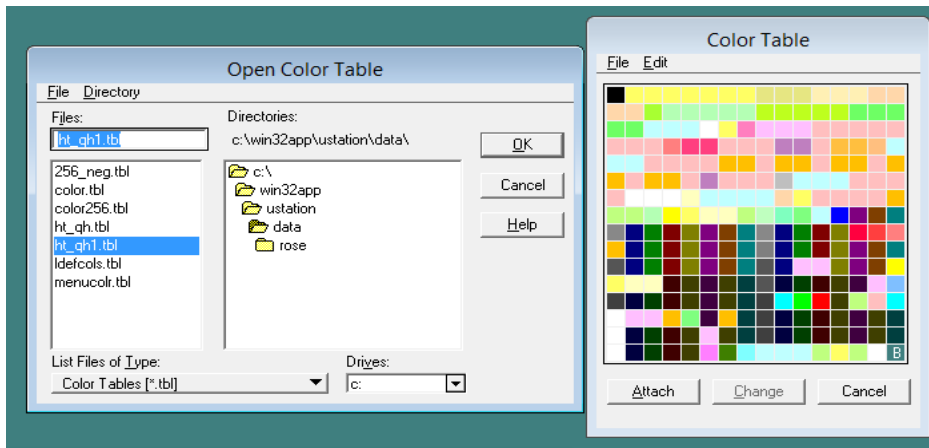 Open Color Table
File Directory
Files:
ht_qh1.tbl
256_neg.tbl
color.tbl
color256.tbl
ht_qh.tbl
ht_qh1.tbl
ldefcols.tbl
menucolr.tbl
List Files of Type:
Color Tables [*.tbl]
Directories:
c:\win32app\ustation\data\
c:\
win32app
ustation
data
rose
Drives:
c:
OK
Cancel
Help
Color Table
File Edit
B
Attach Change Cancel